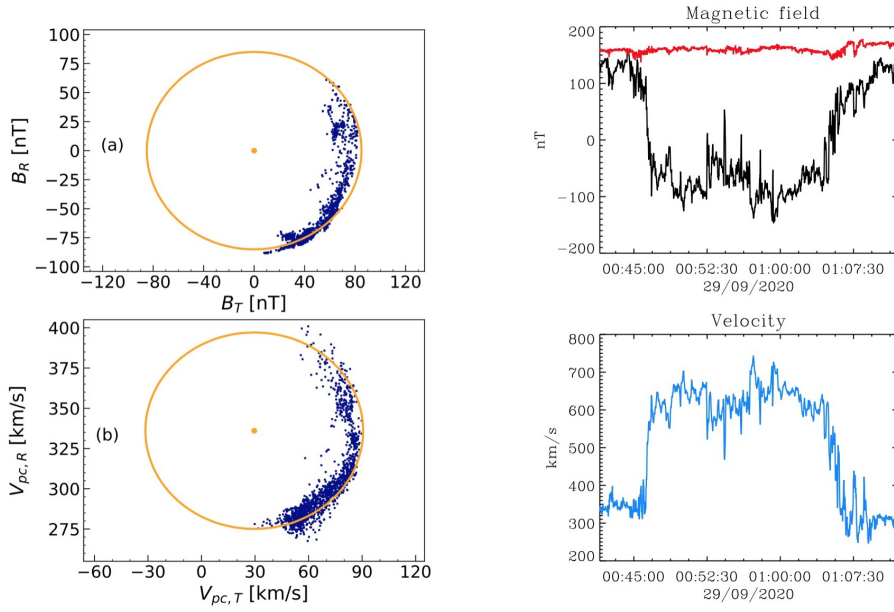 100
75
50
25
0
−25
−50
−75
−100
B_R [nT]
(a)
−120 −80 −40 0 40 80 120
B_T [nT]
400
375
350
325
300
275
V_{pc,R} [km/s]
(b)
−60 −30 0 30 60 90 120
V_{pc,T} [km/s]
Magnetic field
200
100
0
−100
−200
nT
00:45:00 00:52:30 01:00:00 01:07:30
29/09/2020
Velocity
800
700
600
500
400
300
200
km/s
00:45:00 00:52:30 01:00:00 01:07:30
29/09/2020